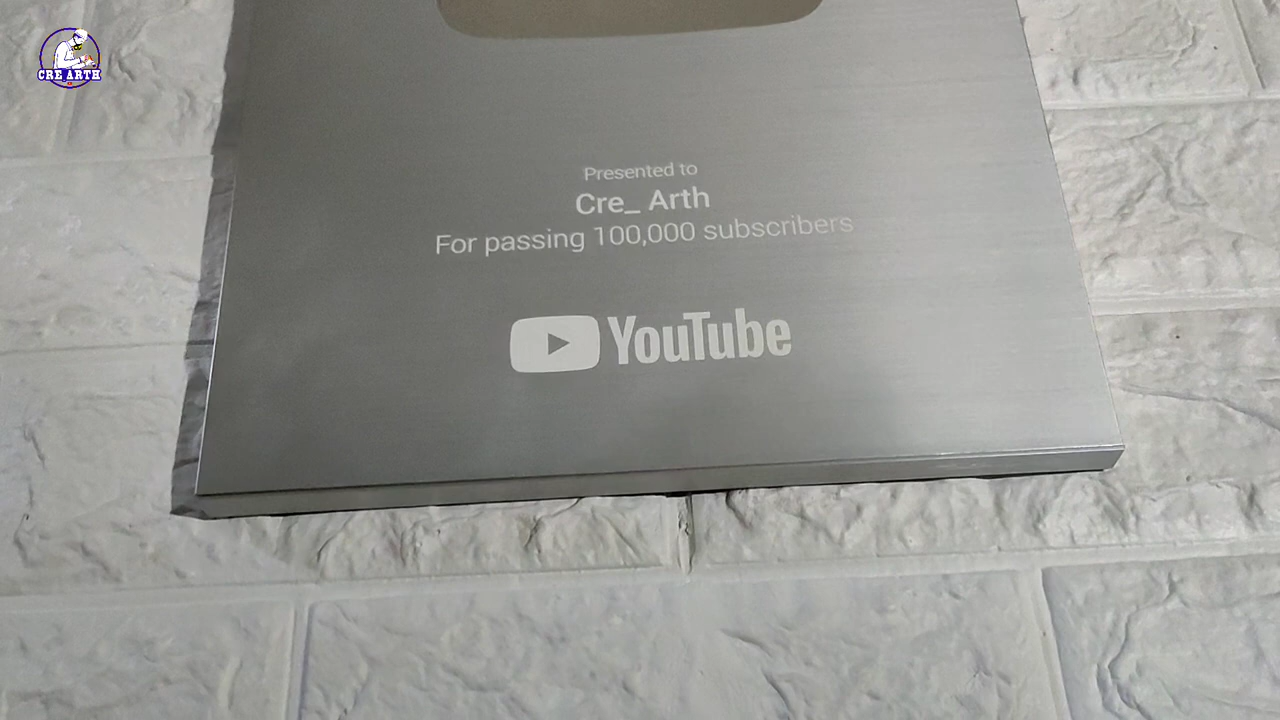 CRE ARTH
Presented to
Cre_ Arth
For passing 100,000 subscribers
YouTube